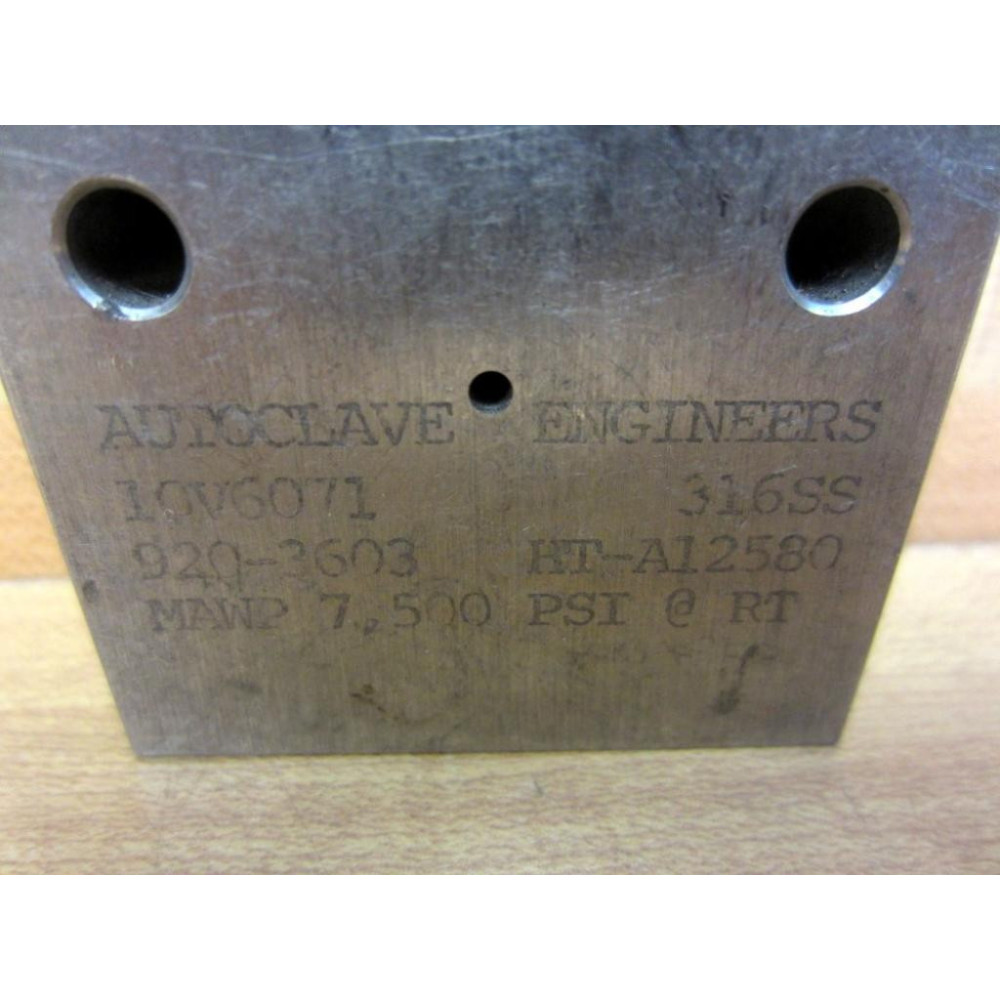 AUTOCLAVE ENGINEERS
10V6071 316SS
920-3603 HT-A12580
MAWP 7,500 PSI @ RT